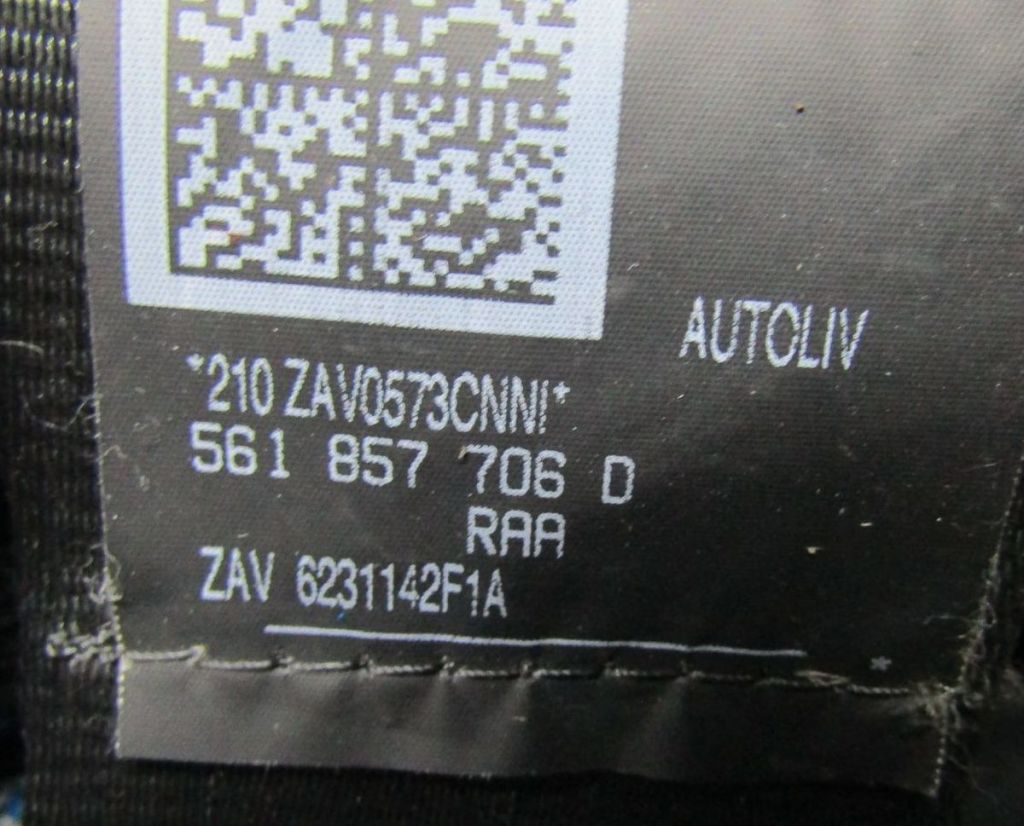 AUTOLIV
*210 ZAV0573CNN!*
561 857 706 D
RAA
ZAV 6231142F1A
*